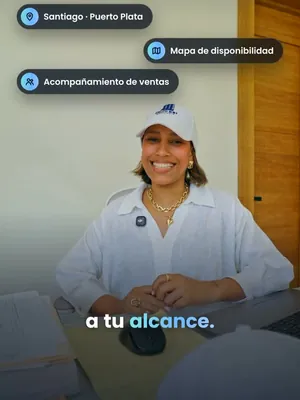 Santiago · Puerto Plata
Mapa de disponibilidad
Acompañamiento de ventas
a tu alcance.